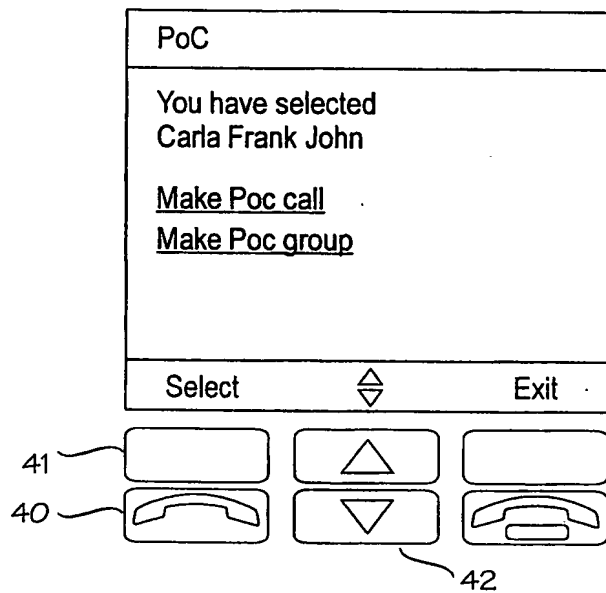 PoC
You have selected
Carla Frank John
Make Poc call
Make Poc group
Select Exit
41
40
42